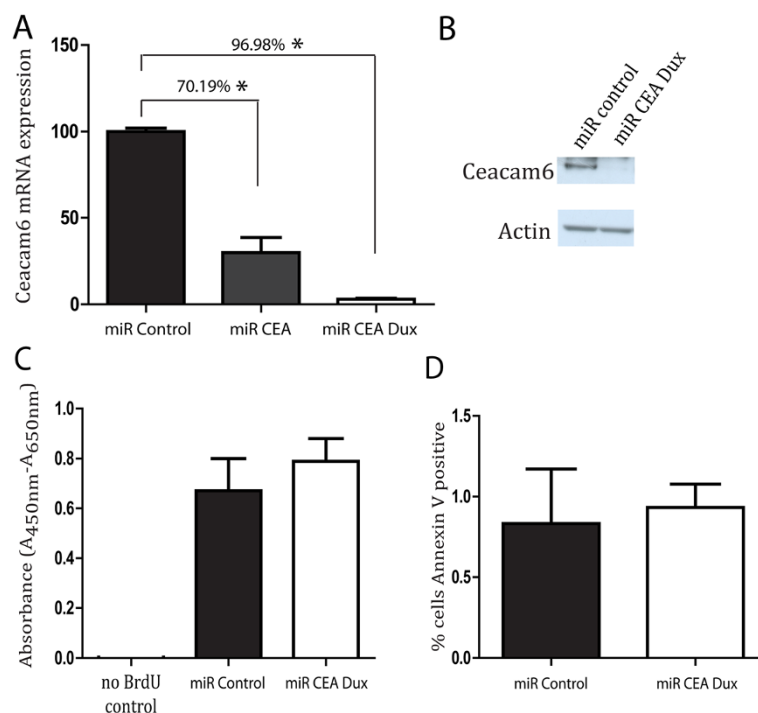 A
Ceacam6 mRNA expression
150
100
50
0
96.98% *
70.19% *
miR Control
miR CEA
miR CEA Dux
B
miR control
miR CEA Dux
Ceacam6
Actin
C
Absorbance (A450nm-A650nm)
1.0
0.8
0.6
0.4
0.2
0.0
no BrdU
control
miR Control
miR CEA Dux
D
% cells Annexin V positive
1.5
1.0
0.5
0.0
miR Control
miR CEA Dux